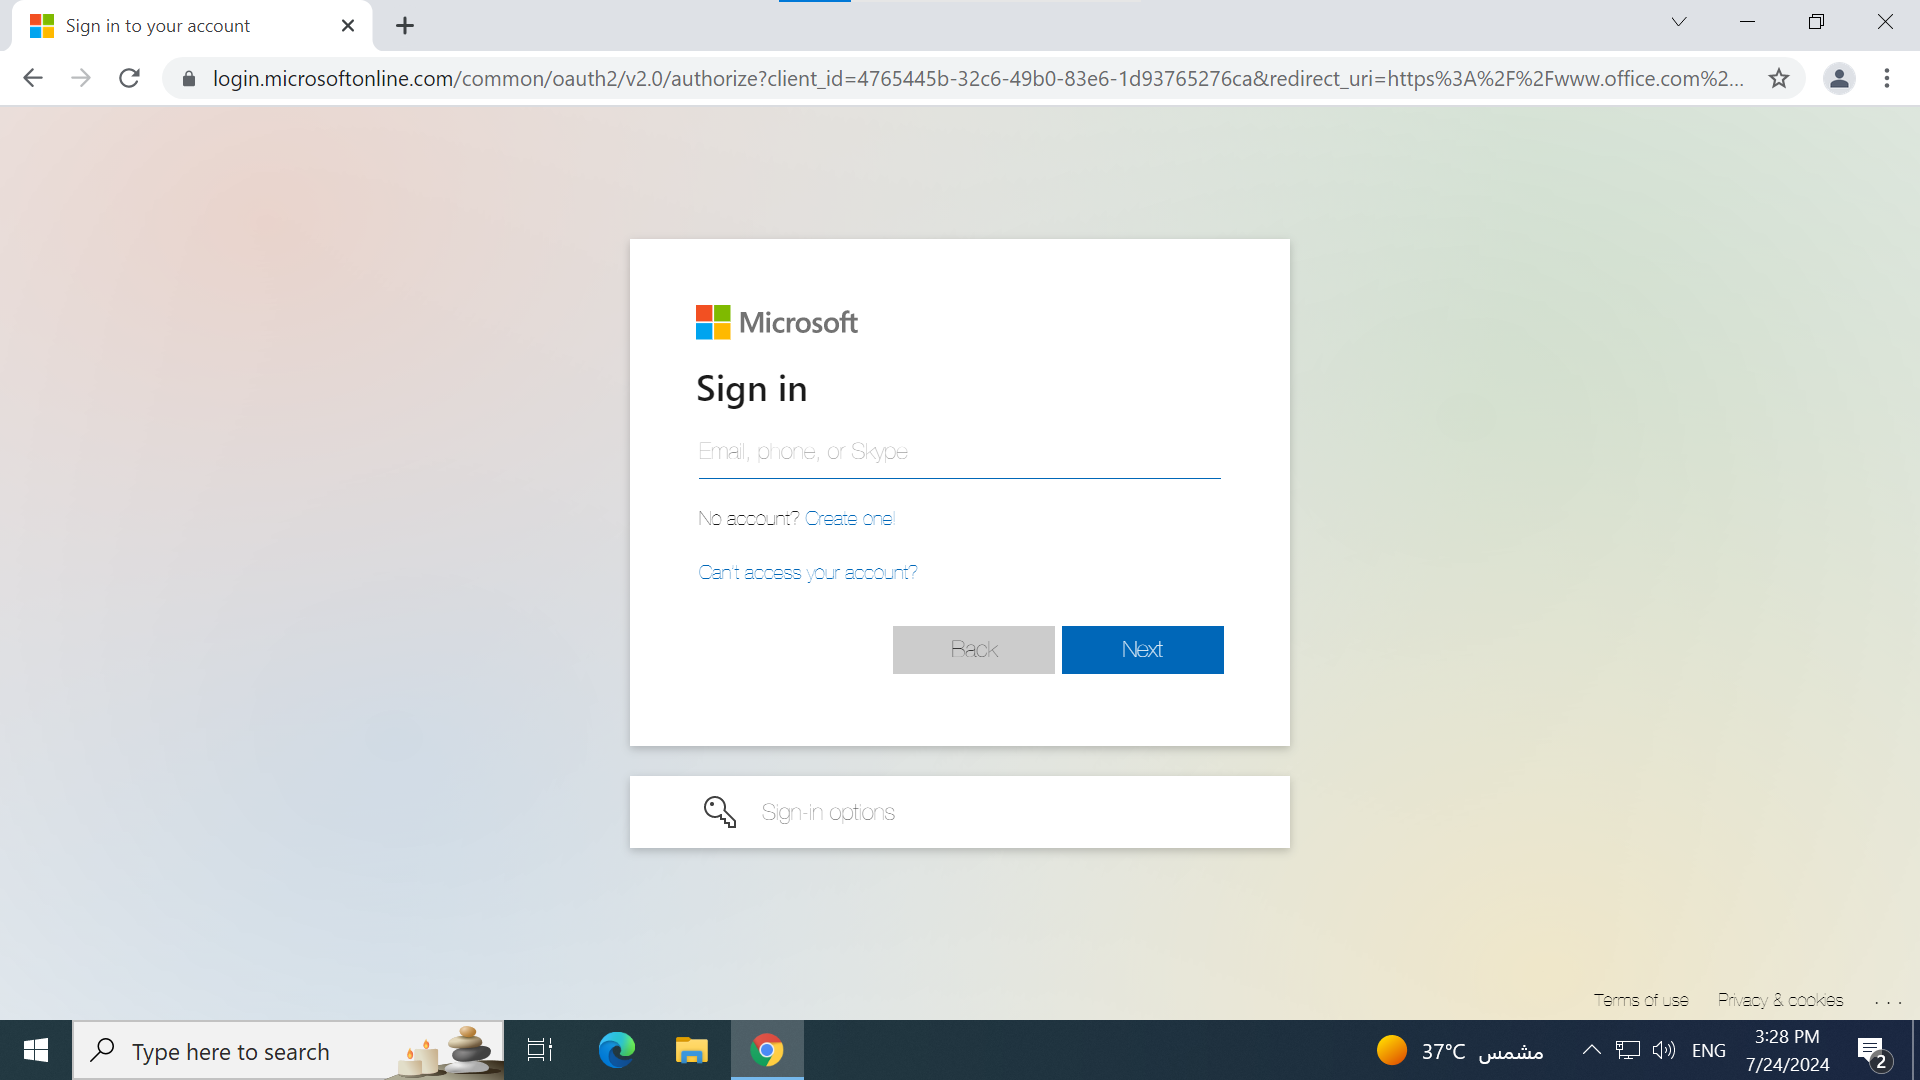 Sign in to your account
login.microsoftonline.com/common/oauth2/v2.0/authorize?client_id=4765445b-32c6-49b0-83e6-1d93765276ca&redirect_uri=https%3A%2F%2Fwww.office.com%2...
Microsoft
Sign in
Email, phone, or Skype
No account? Create one!
Can't access your account?
Back
Next
Sign-in options
Terms of use
Privacy & cookies
...
Type here to search
37°C مشمس
ENG
3:28 PM
7/24/2024
2